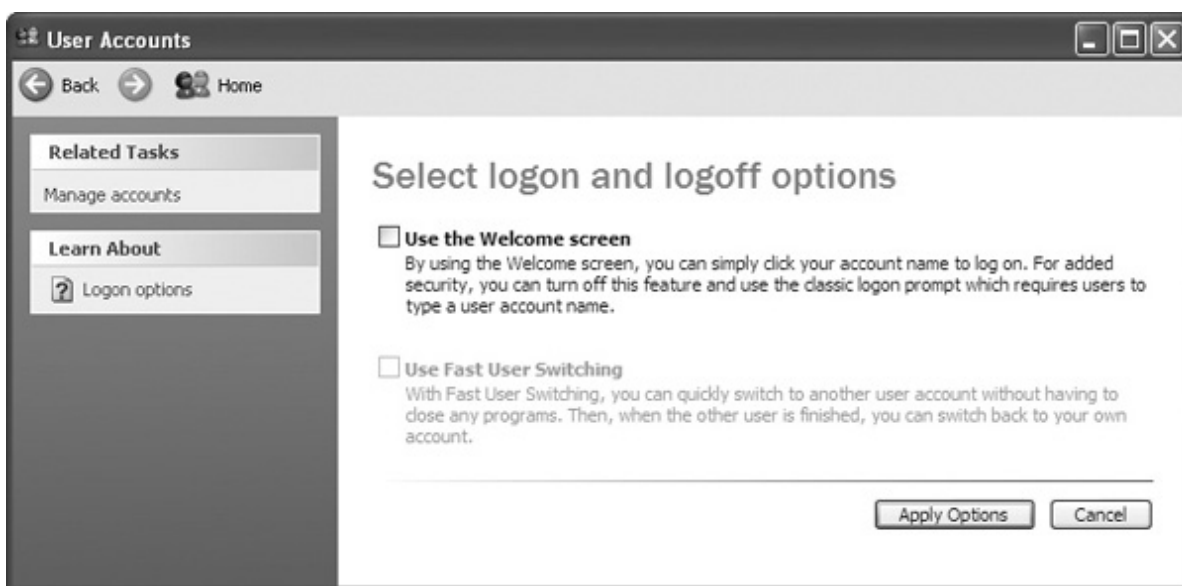 User Accounts
Back
Home
Related Tasks
Manage accounts
Learn About
Logon options
Select logon and logoff options
Use the Welcome screen
By using the Welcome screen, you can simply click your account name to log on. For added
security, you can turn off this feature and use the classic logon prompt which requires users to
type a user account name.
Use Fast User Switching
With Fast User Switching, you can quickly switch to another user account without having to
close any programs. Then, when the other user is finished, you can switch back to your own
account.
Apply Options
Cancel